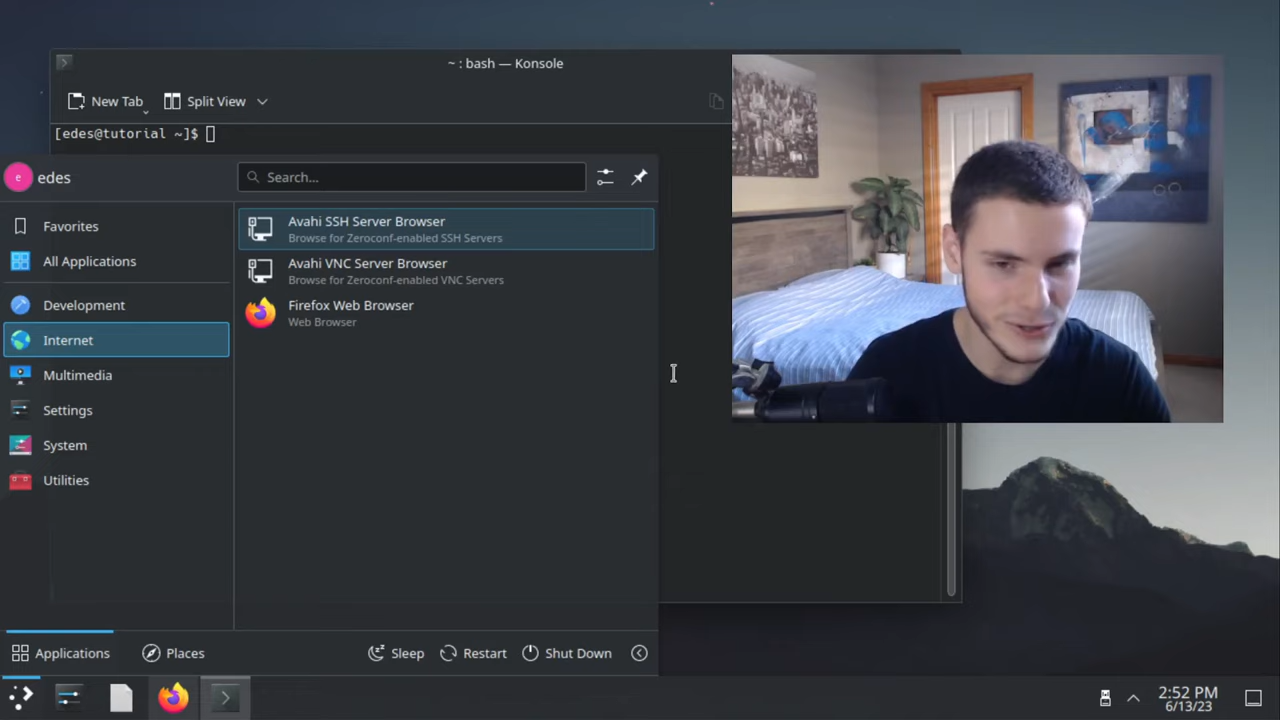 ~ : bash — Konsole
New Tab
Split View
[edes@tutorial ~]$
e
edes
Search...
Favorites
All Applications
Development
Internet
Multimedia
Settings
System
Utilities
Avahi SSH Server Browser
Browse for Zeroconf-enabled SSH Servers
Avahi VNC Server Browser
Browse for Zeroconf-enabled VNC Servers
Firefox Web Browser
Web Browser
Applications
Places
Sleep
Restart
Shut Down
2:52 PM
6/13/23